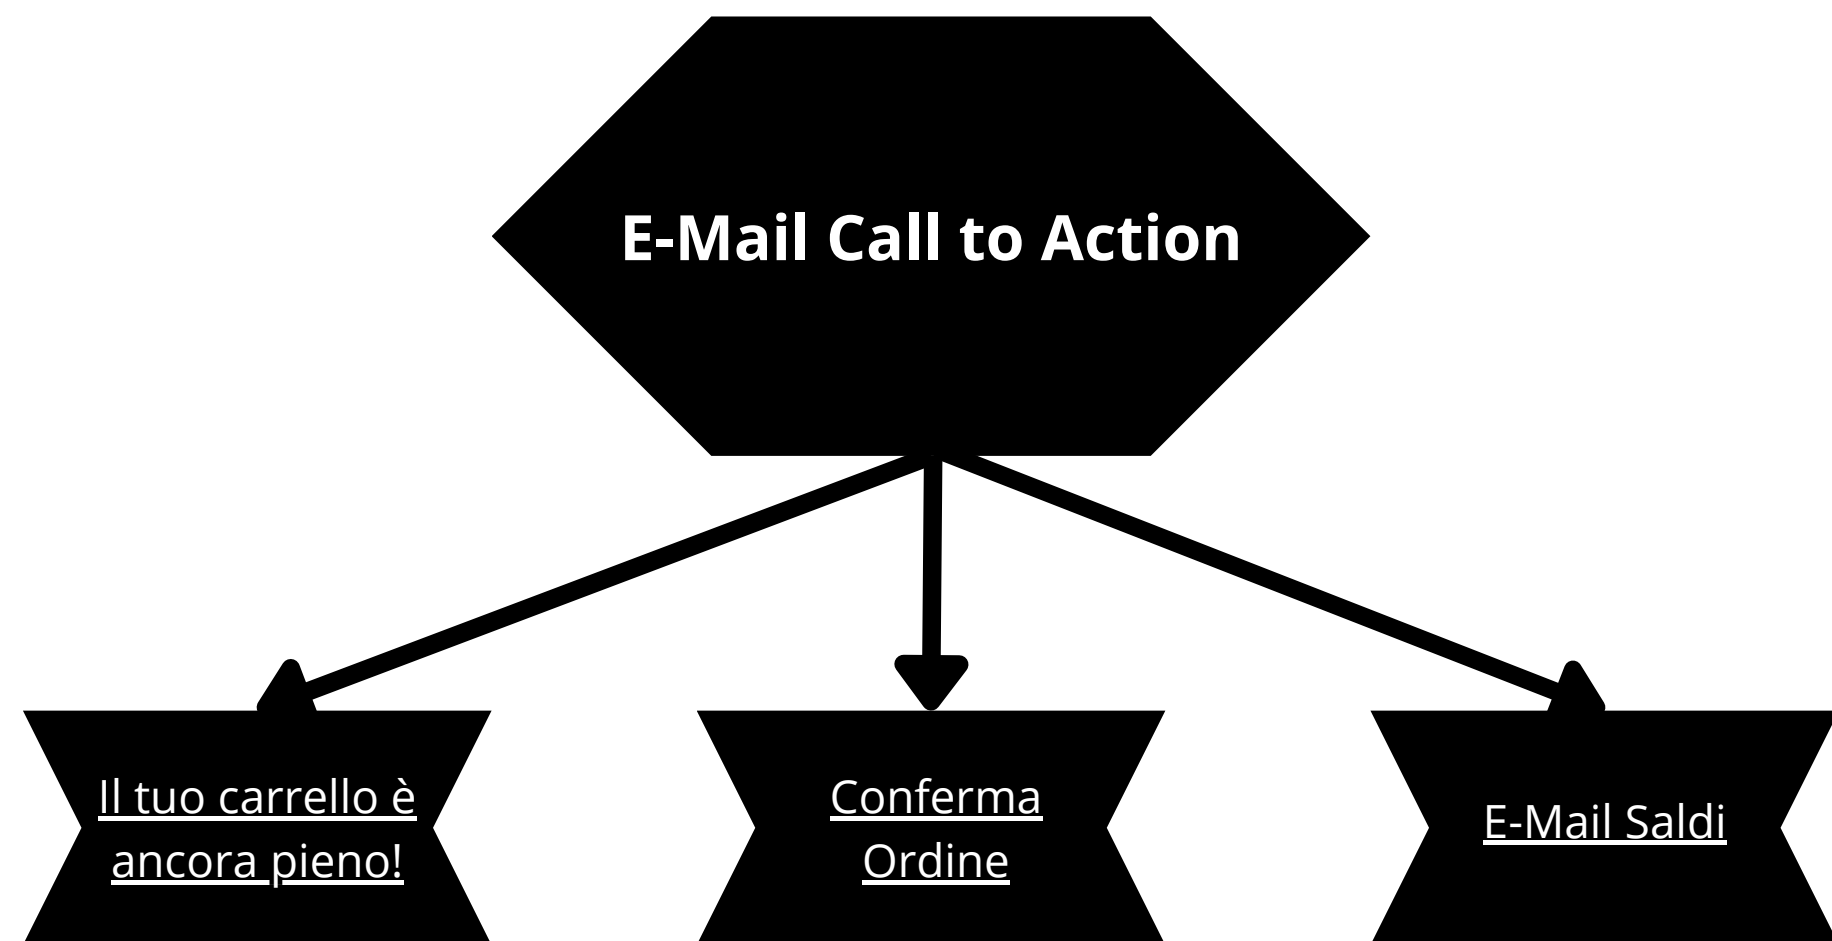 E-Mail Call to Action
Il tuo carrello è
ancora pieno!
Conferma
Ordine
E-Mail Saldi